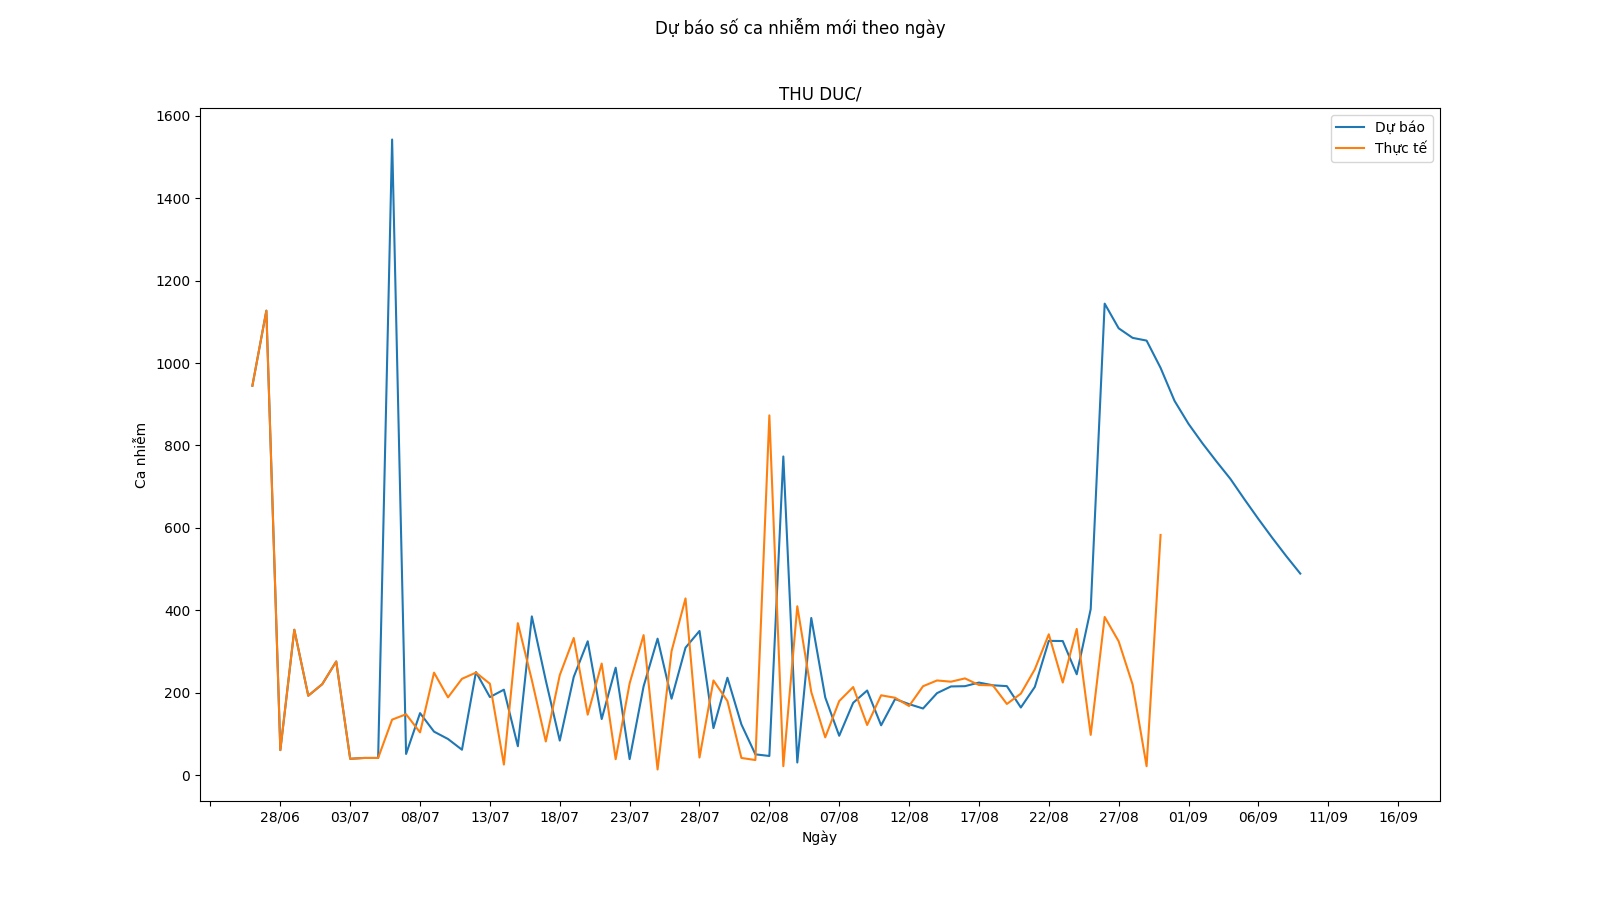 Dự báo số ca nhiễm mới theo ngày
THU DUC/
Dự báo
Thực tế
1600
1400
1200
1000
800
600
400
200
0
Ca nhiễm
28/06 03/07 08/07 13/07 18/07 23/07 28/07 02/08 07/08 12/08 17/08 22/08 27/08 01/09 06/09 11/09 16/09
Ngày